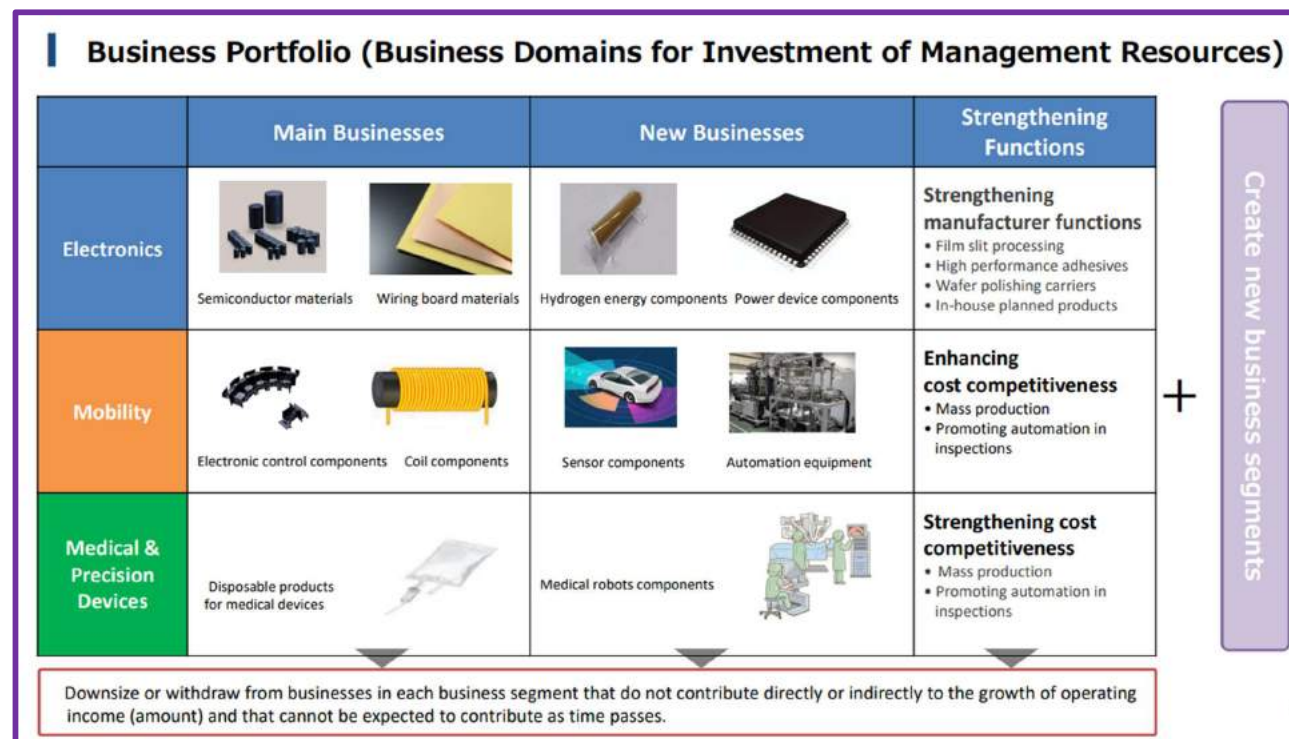 Business Portfolio (Business Domains for Investment of Management Resources)
Main Businesses
New Businesses
Strengthening
Functions
Electronics
Semiconductor materials
Wiring board materials
Hydrogen energy components
Power device components
Strengthening
manufacturer functions
• Film slit processing
• High performance adhesives
• Wafer polishing carriers
• In-house planned products
Mobility
Electronic control components
Coil components
Sensor components
Automation equipment
Enhancing
cost competitiveness
• Mass production
• Promoting automation in
inspections
Medical &
Precision
Devices
Disposable products
for medical devices
Medical robots components
Strengthening cost
competitiveness
• Mass production
• Promoting automation in
inspections
+
Create new business segments
Downsize or withdraw from businesses in each business segment that do not contribute directly or indirectly to the growth of operating
income (amount) and that cannot be expected to contribute as time passes.